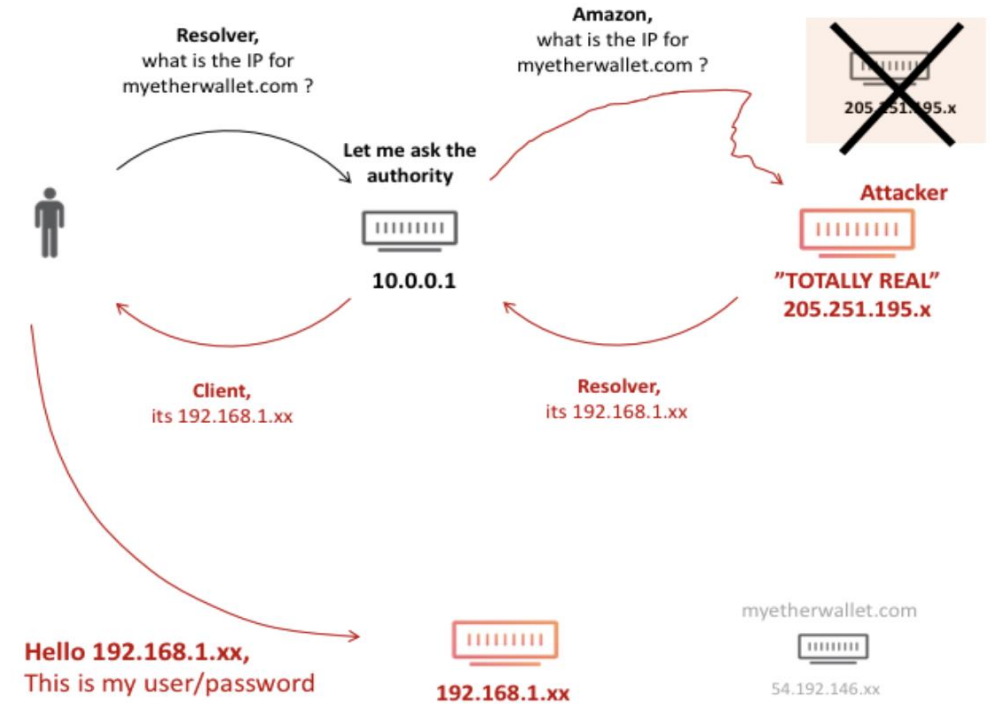 Resolver,
what is the IP for
myetherwallet.com ?
Amazon,
what is the IP for
myetherwallet.com ?
205.251.195.x
Let me ask the
authority
10.0.0.1
Attacker
”TOTALLY REAL”
205.251.195.x
Client,
its 192.168.1.xx
Resolver,
its 192.168.1.xx
Hello 192.168.1.xx,
This is my user/password
192.168.1.xx
myetherwallet.com
54.192.146.xx